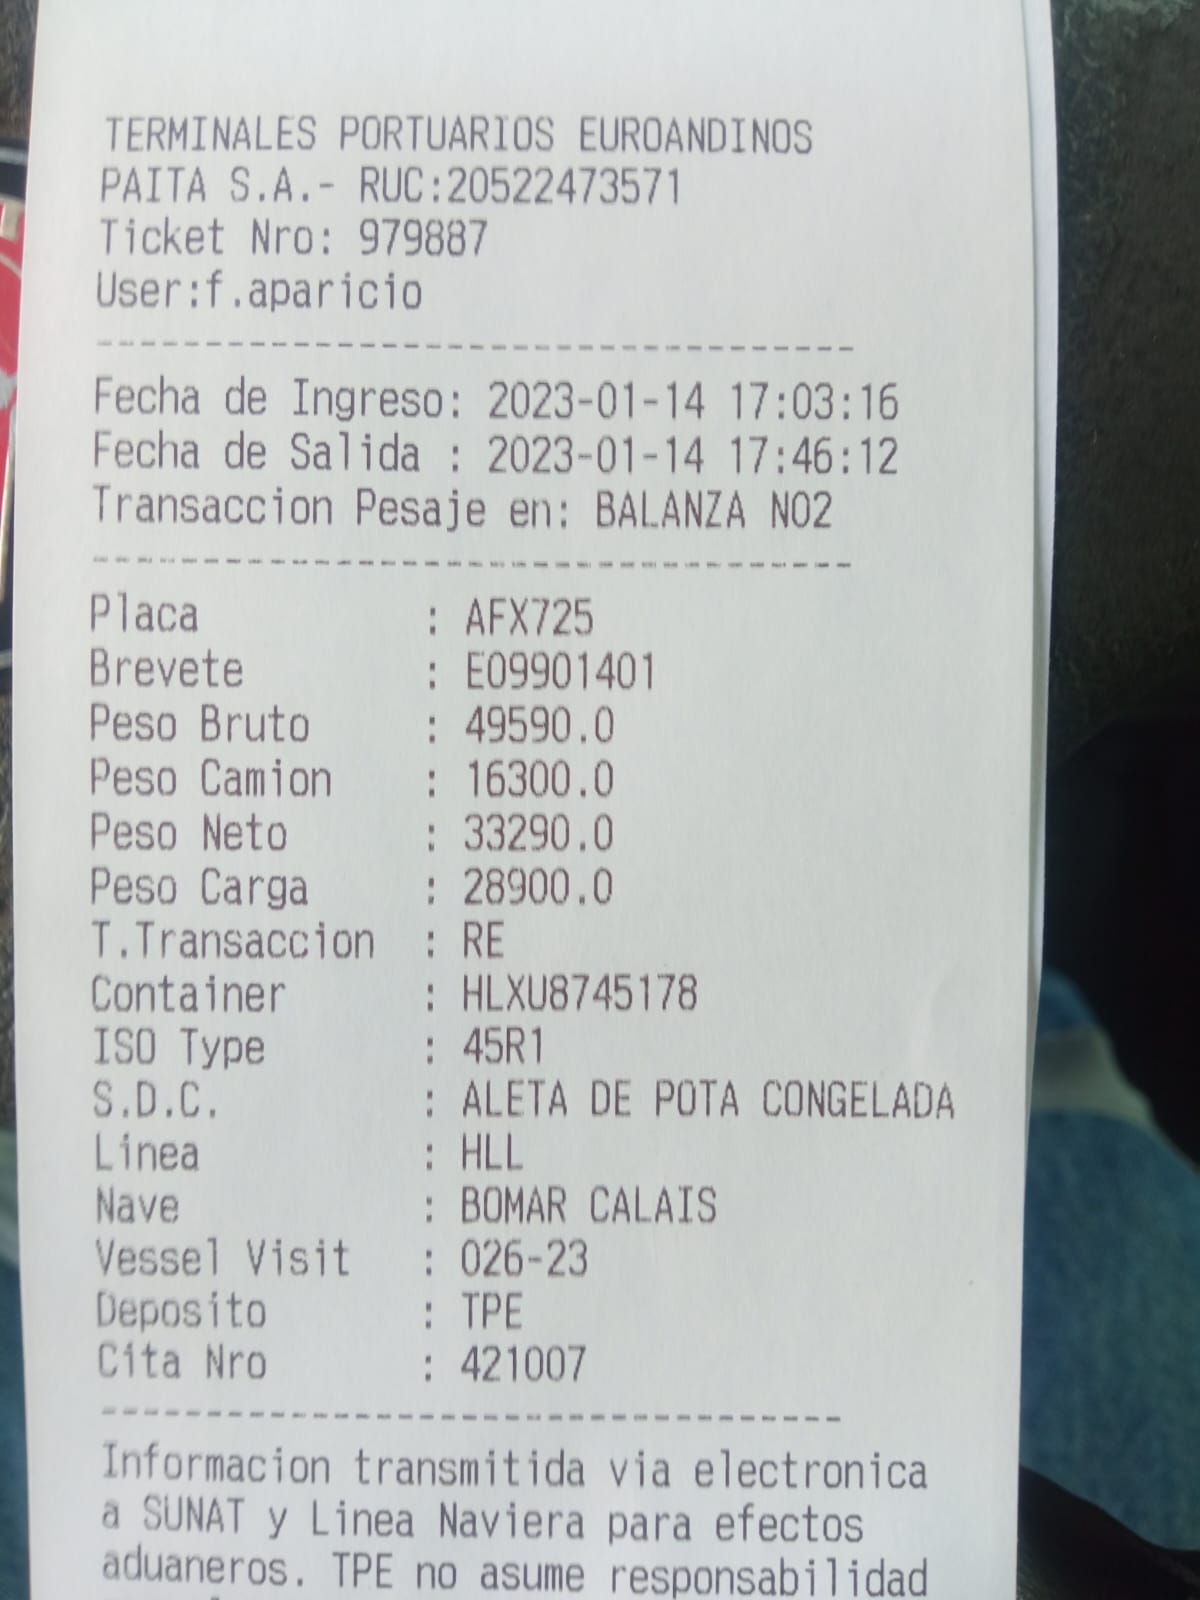 TERMINALES PORTUARIOS EUROANDINOS
PAITA S.A.- RUC:20522473571
Ticket Nro: 979887
User:f.aparicio
Fecha de Ingreso: 2023-01-14 17:03:16
Fecha de Salida : 2023-01-14 17:46:12
Transaccion Pesaje en: BALANZA NO2
Placa : AFX725
Brevete : E09901401
Peso Bruto : 49590.0
Peso Camion : 16300.0
Peso Neto : 33290.0
Peso Carga : 28900.0
T.Transaccion : RE
Container : HLXU8745178
ISO Type : 45R1
S.D.C. : ALETA DE POTA CONGELADA
Linea : HLL
Nave : BOMAR CALAIS
Vessel Visit : 026-23
Deposito : TPE
Cita Nro : 421007
Informacion transmitida via electronica
a SUNAT y Linea Naviera para efectos
aduaneros. TPE no asume responsabilidad